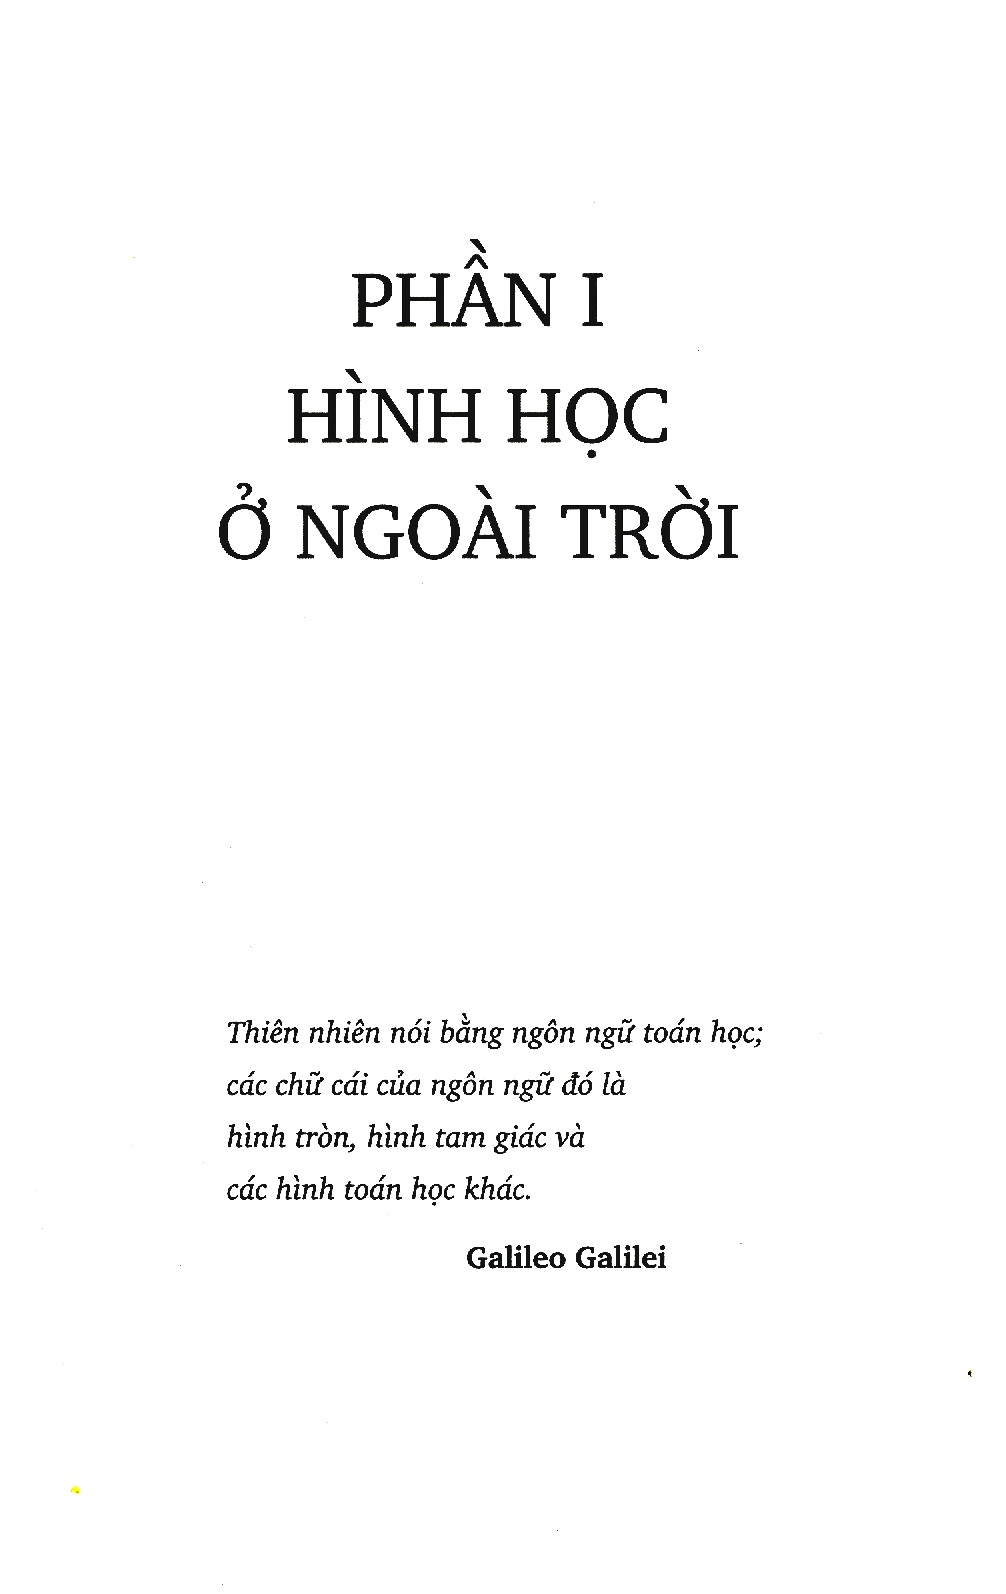 PHẦN I
HÌNH HỌC
Ở NGOÀI TRỜI
Thiên nhiên nói bằng ngôn ngữ toán học;
các chữ cái của ngôn ngữ đó là
hình tròn, hình tam giác và
các hình toán học khác.
Galileo Galilei